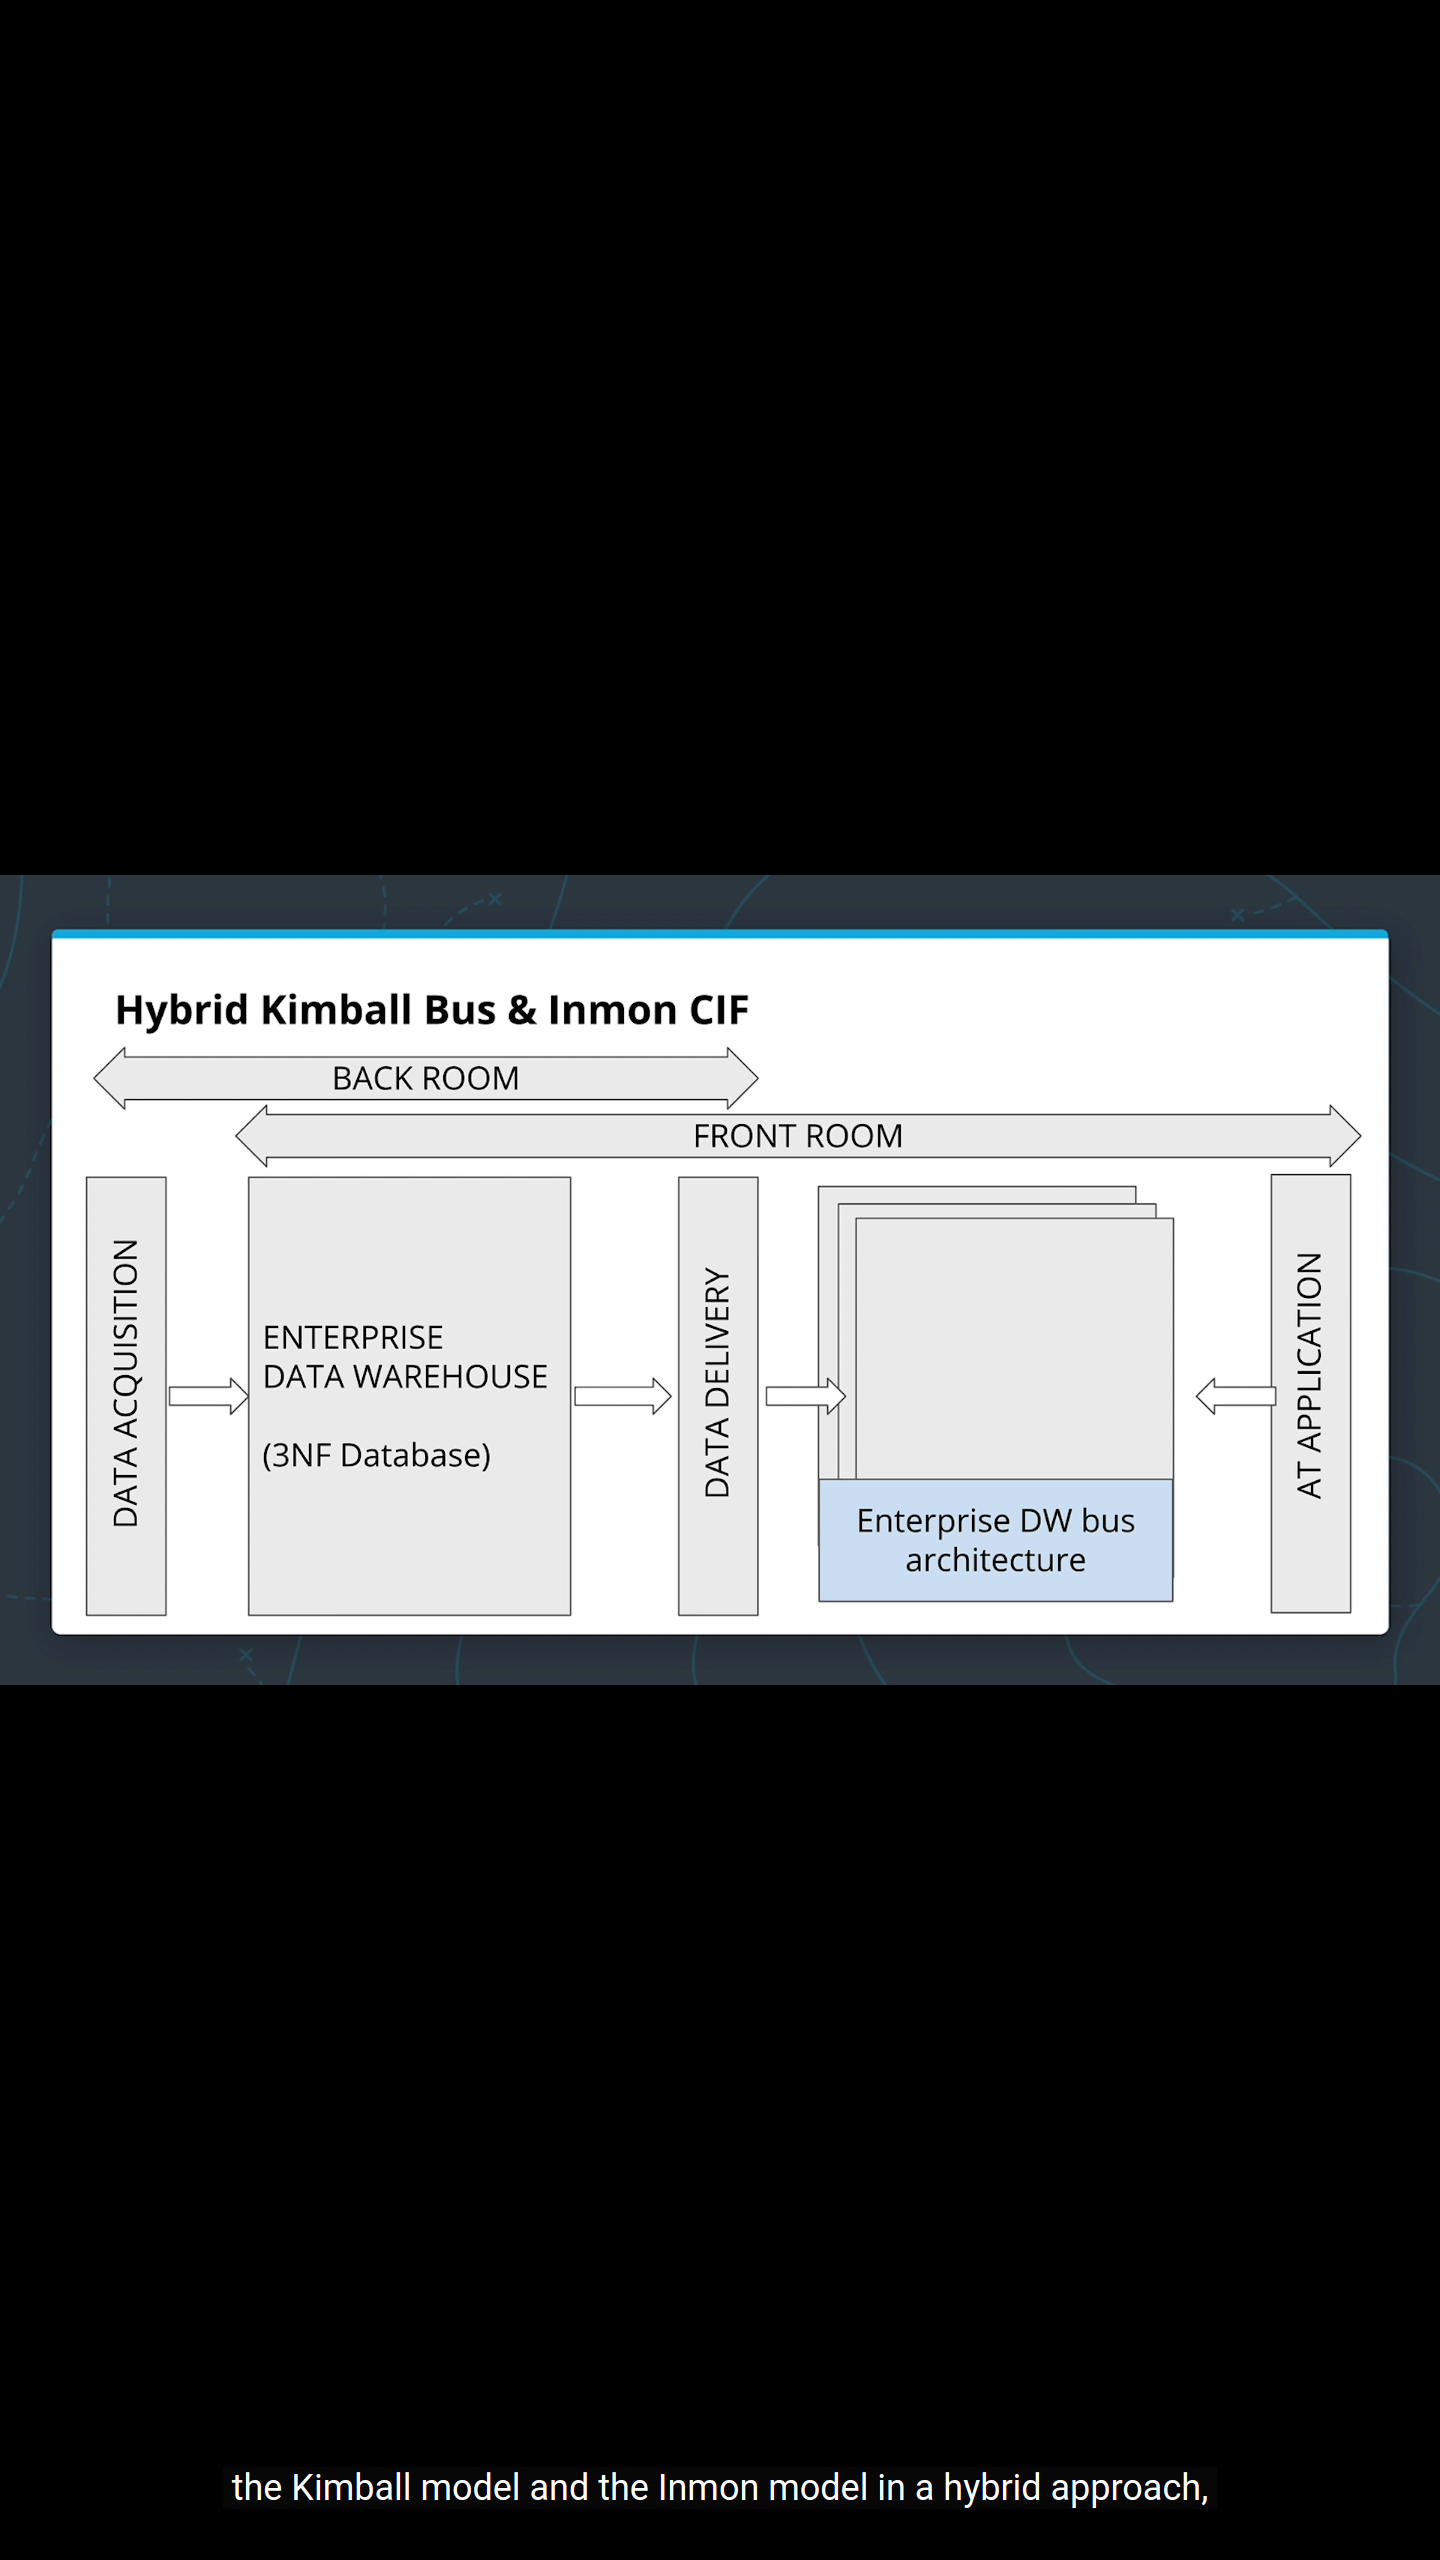 Hybrid Kimball Bus & Inmon CIF
BACK ROOM
FRONT ROOM
DATA ACQUISITION
ENTERPRISE
DATA WAREHOUSE
(3NF Database)
DATA DELIVERY
Enterprise DW bus
architecture
AT APPLICATION
the Kimball model and the Inmon model in a hybrid approach,